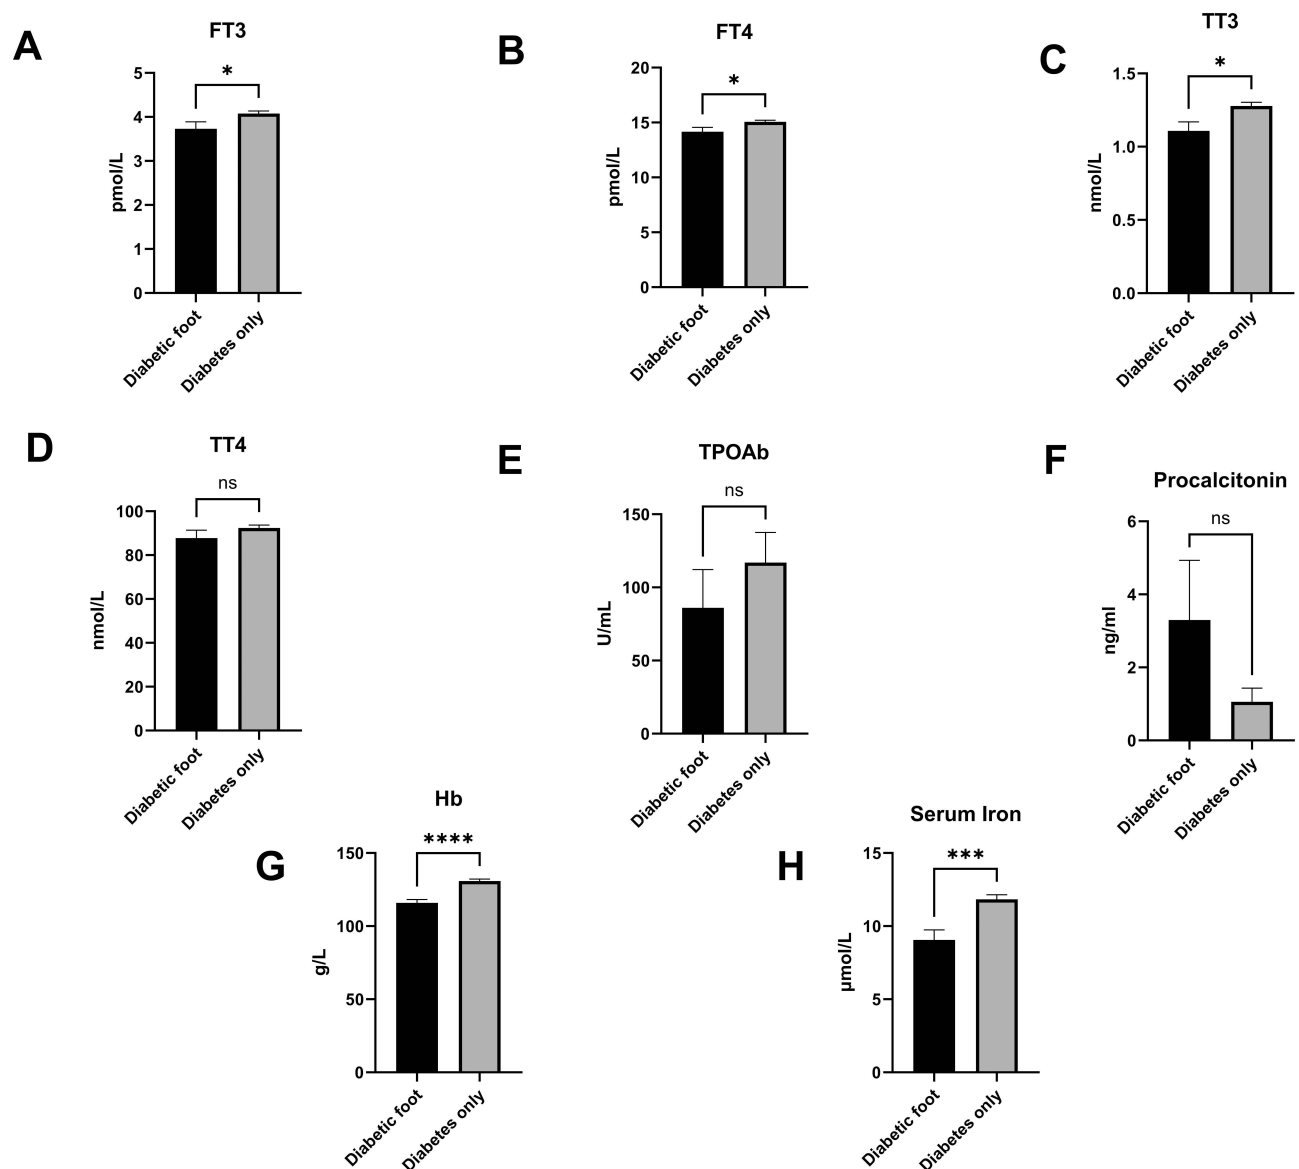 A
FT3
*
5
4
3
2
1
0
pmol/L
Diabetic foot
Diabetes only
B
FT4
*
20
15
10
5
0
pmol/L
Diabetic foot
Diabetes only
C
TT3
*
1.5
1.0
0.5
0.0
nmol/L
Diabetic foot
Diabetes only
D
TT4
ns
100
80
60
40
20
0
nmol/L
Diabetic foot
Diabetes only
E
TPOAb
ns
150
100
50
0
U/mL
Diabetic foot
Diabetes only
F
Procalcitonin
ns
6
4
2
0
ng/ml
Diabetic foot
Diabetes only
G
Hb
****
150
100
50
0
g/L
Diabetic foot
Diabetes only
H
Serum Iron
***
15
10
5
0
µmol/L
Diabetic foot
Diabetes only